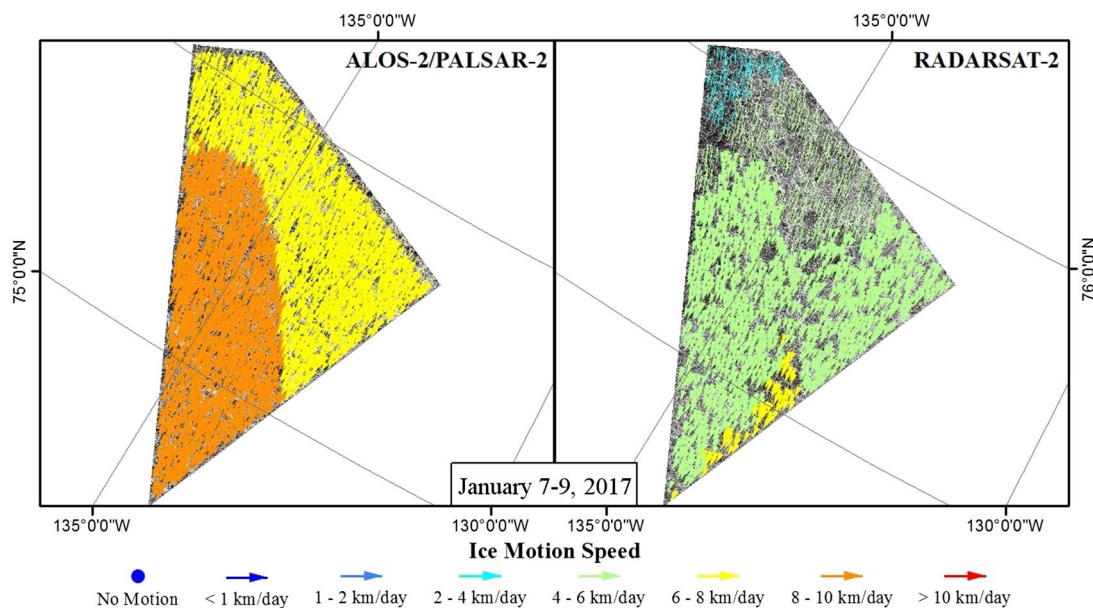 135°0'0"W
135°0'0"W
ALOS-2/PALSAR-2
RADARSAT-2
75°0'0"N
76°0'0"N
January 7-9, 2017
135°0'0"W
130°0'0"W
135°0'0"W
130°0'0"W
Ice Motion Speed
No Motion
< 1 km/day
1 - 2 km/day
2 - 4 km/day
4 - 6 km/day
6 - 8 km/day
8 - 10 km/day
> 10 km/day